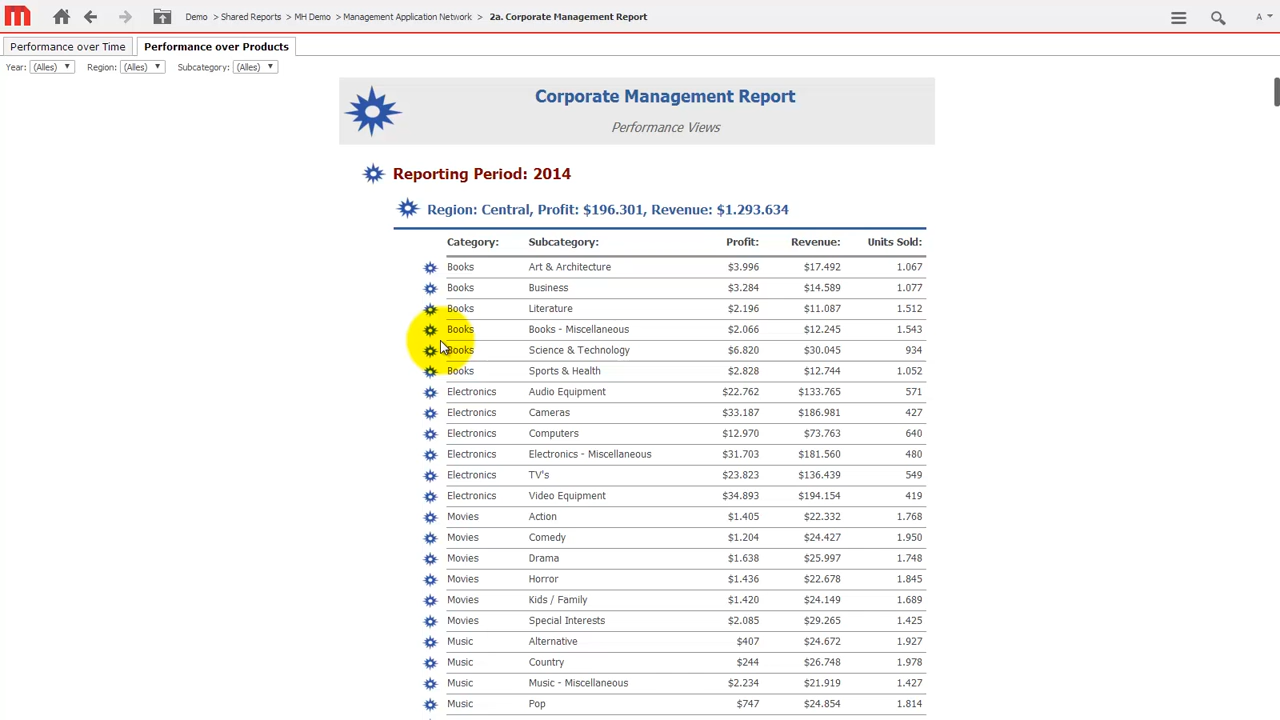 Demo > Shared Reports > MH Demo > Management Application Network > 2a. Corporate Management Report A
Performance over Time Performance over Products
Year: (Alles) Region: (Alles) Subcategory: (Alles)
Corporate Management Report
Performance Views
Reporting Period: 2014
Region: Central, Profit: $196.301, Revenue: $1.293.634
Category: Subcategory: Profit: Revenue: Units Sold:
Books Art & Architecture $3.996 $17.492 1.067
Books Business $3.284 $14.589 1.077
Books Literature $2.196 $11.087 1.512
Books Books - Miscellaneous $2.066 $12.245 1.543
Books Science & Technology $6.820 $30.045 934
Books Sports & Health $2.828 $12.744 1.052
Electronics Audio Equipment $22.762 $133.765 571
Electronics Cameras $33.187 $186.981 427
Electronics Computers $12.970 $73.763 640
Electronics Electronics - Miscellaneous $31.703 $181.560 480
Electronics TV's $23.823 $136.439 549
Electronics Video Equipment $34.893 $194.154 419
Movies Action $1.405 $22.332 1.768
Movies Comedy $1.204 $24.427 1.950
Movies Drama $1.638 $25.997 1.748
Movies Horror $1.436 $22.678 1.845
Movies Kids / Family $1.420 $24.149 1.689
Movies Special Interests $2.085 $29.265 1.425
Music Alternative $407 $24.672 1.927
Music Country $244 $26.748 1.978
Music Music - Miscellaneous $2.234 $21.919 1.427
Music Pop $747 $24.854 1.814